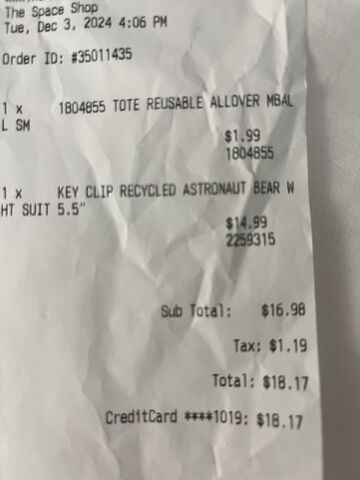 The Space Shop
Tue, Dec 3, 2024 4:06 PM
Order ID: #35011435
1 x 1804855 TOTE REUSABLE ALLOVER MBAL
L SM
$1.99
1804855
1 x KEY CLIP RECYCLED ASTRONAUT BEAR W
HT SUIT 5.5"
$14.99
2259315
Sub Total: $16.98
Tax: $1.19
Total: $18.17
CreditCard ****1019: $18.17